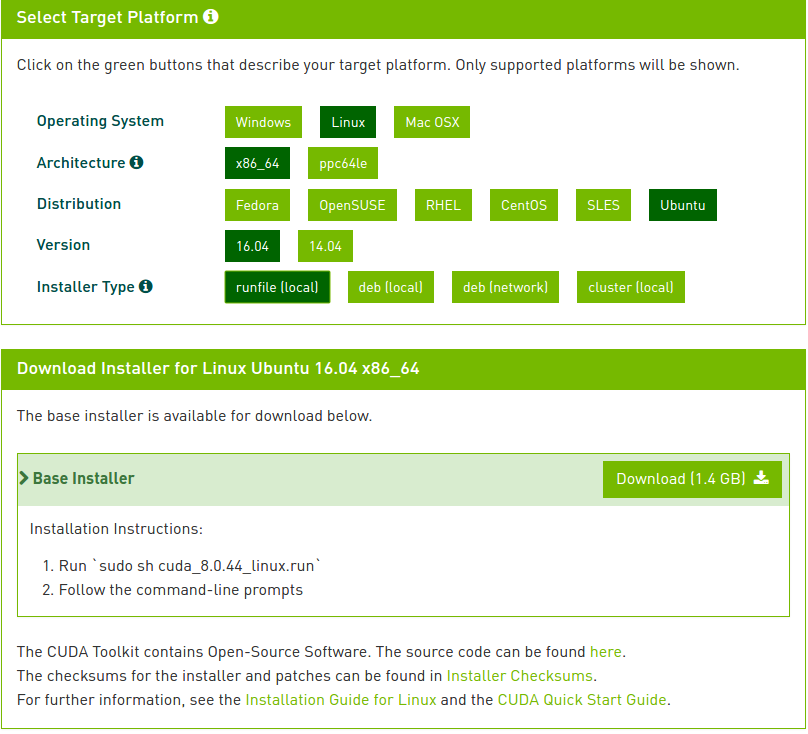 Select Target Platform
Click on the green buttons that describe your target platform. Only supported platforms will be shown.
Operating System Windows Linux Mac OSX
Architecture x86_64 ppc64le
Distribution Fedora OpenSUSE RHEL CentOS SLES Ubuntu
Version 16.04 14.04
Installer Type runfile (local) deb (local) deb (network) cluster (local)
Download Installer for Linux Ubuntu 16.04 x86_64
The base installer is available for download below.
Base Installer Download (1.4 GB)
Installation Instructions:
1. Run `sudo sh cuda_8.0.44_linux.run`
2. Follow the command-line prompts
The CUDA Toolkit contains Open-Source Software. The source code can be found here.
The checksums for the installer and patches can be found in Installer Checksums.
For further information, see the Installation Guide for Linux and the CUDA Quick Start Guide.